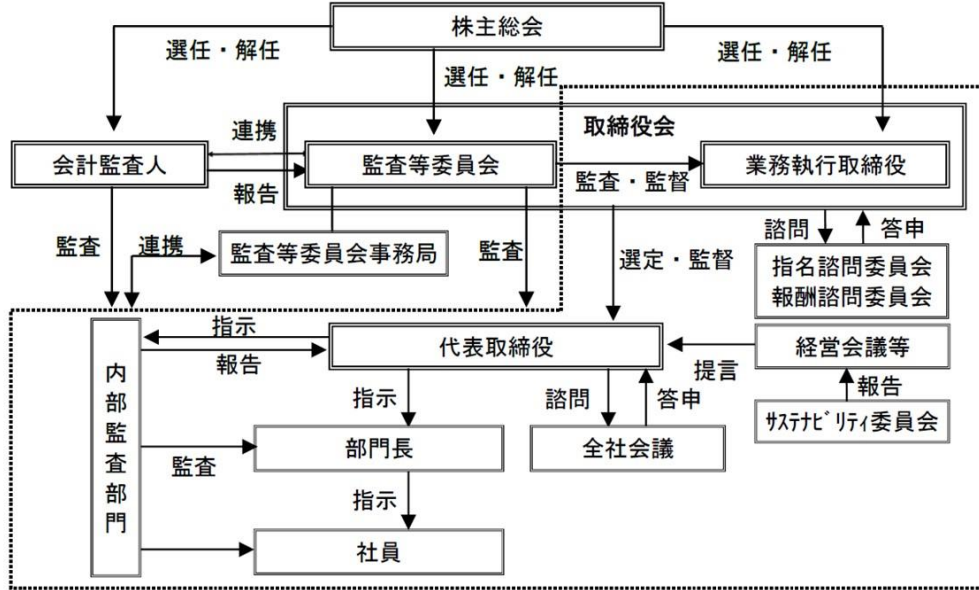 株主総会
選任・解任
選任・解任
選任・解任
取締役会
連携
会計監査人
監査等委員会
業務執行取締役
報告
監査・監督
監査
連携
監査等委員会事務局
監査
選定・監督
諮問
答申
指名諮問委員会
報酬諮問委員会
指示
代表取締役
経営会議等
報告
提言
内部監査部門
指示
諮問
答申
報告
部門長
全社会議
ｻｽﾃﾅﾋﾞﾘﾃｨ委員会
監査
指示
社員